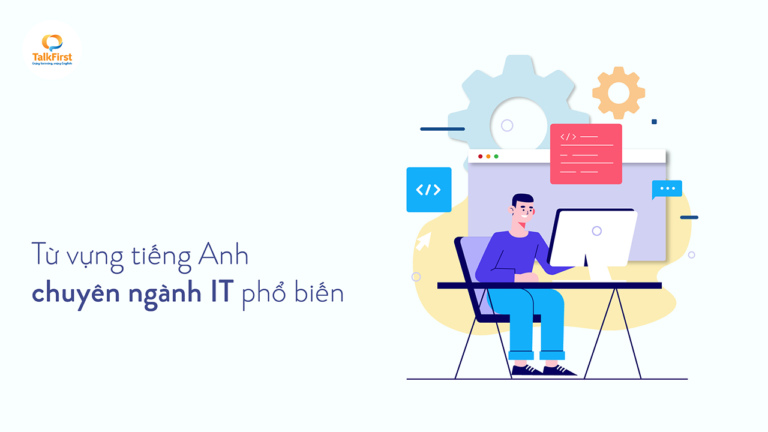 TalkFirst
Từ vựng tiếng Anh
chuyên ngành IT phổ biến
</>
</>